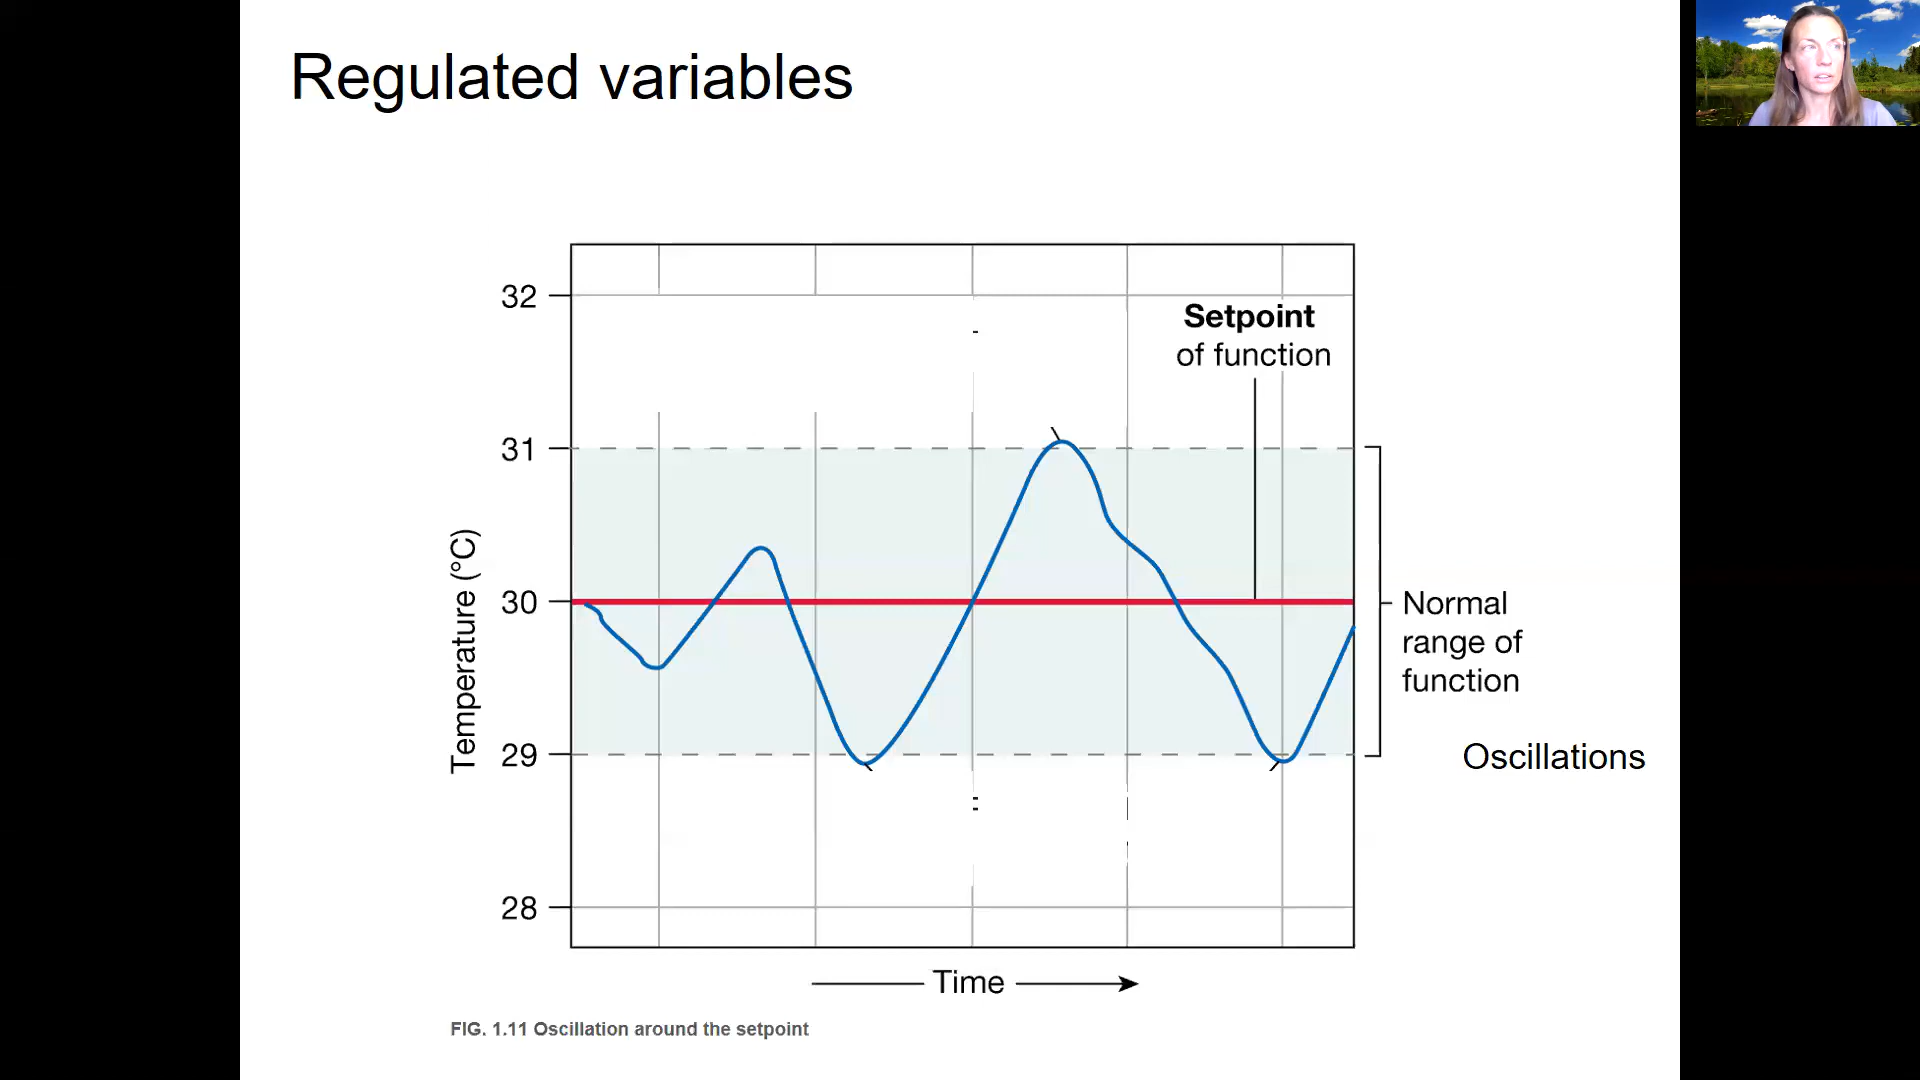 Regulated variables
32
Setpoint
of function
31
Temperature (°C)
30
Normal
range of
function
29
Oscillations
28
Time
FIG. 1.11 Oscillation around the setpoint